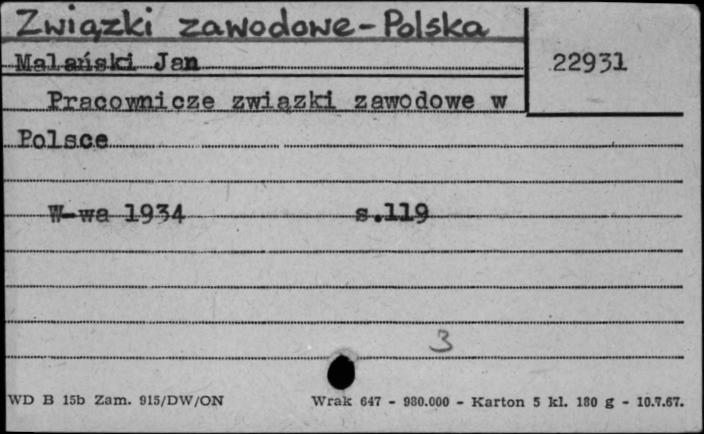 Związki zawodowe - Polska
Malański Jan
22931
Pracownicze związki zawodowe w
Polsce
W-wa 1934 s.119
3
WD B 15b Zam. 915/DW/ON Wrak 647 - 980.000 - Karton 5 kl. 180 g - 10.7.67.